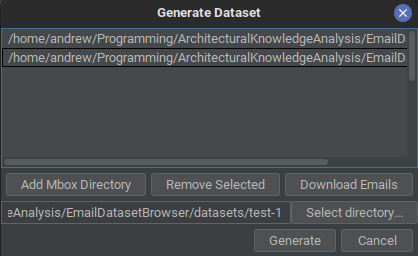 Generate Dataset
/home/andrew/Programming/ArchitecturalKnowledgeAnalysis/EmailD
/home/andrew/Programming/ArchitecturalKnowledgeAnalysis/EmailD
Add Mbox Directory Remove Selected Download Emails
eAnalysis/EmailDatasetBrowser/datasets/test-1 Select directory...
Generate Cancel